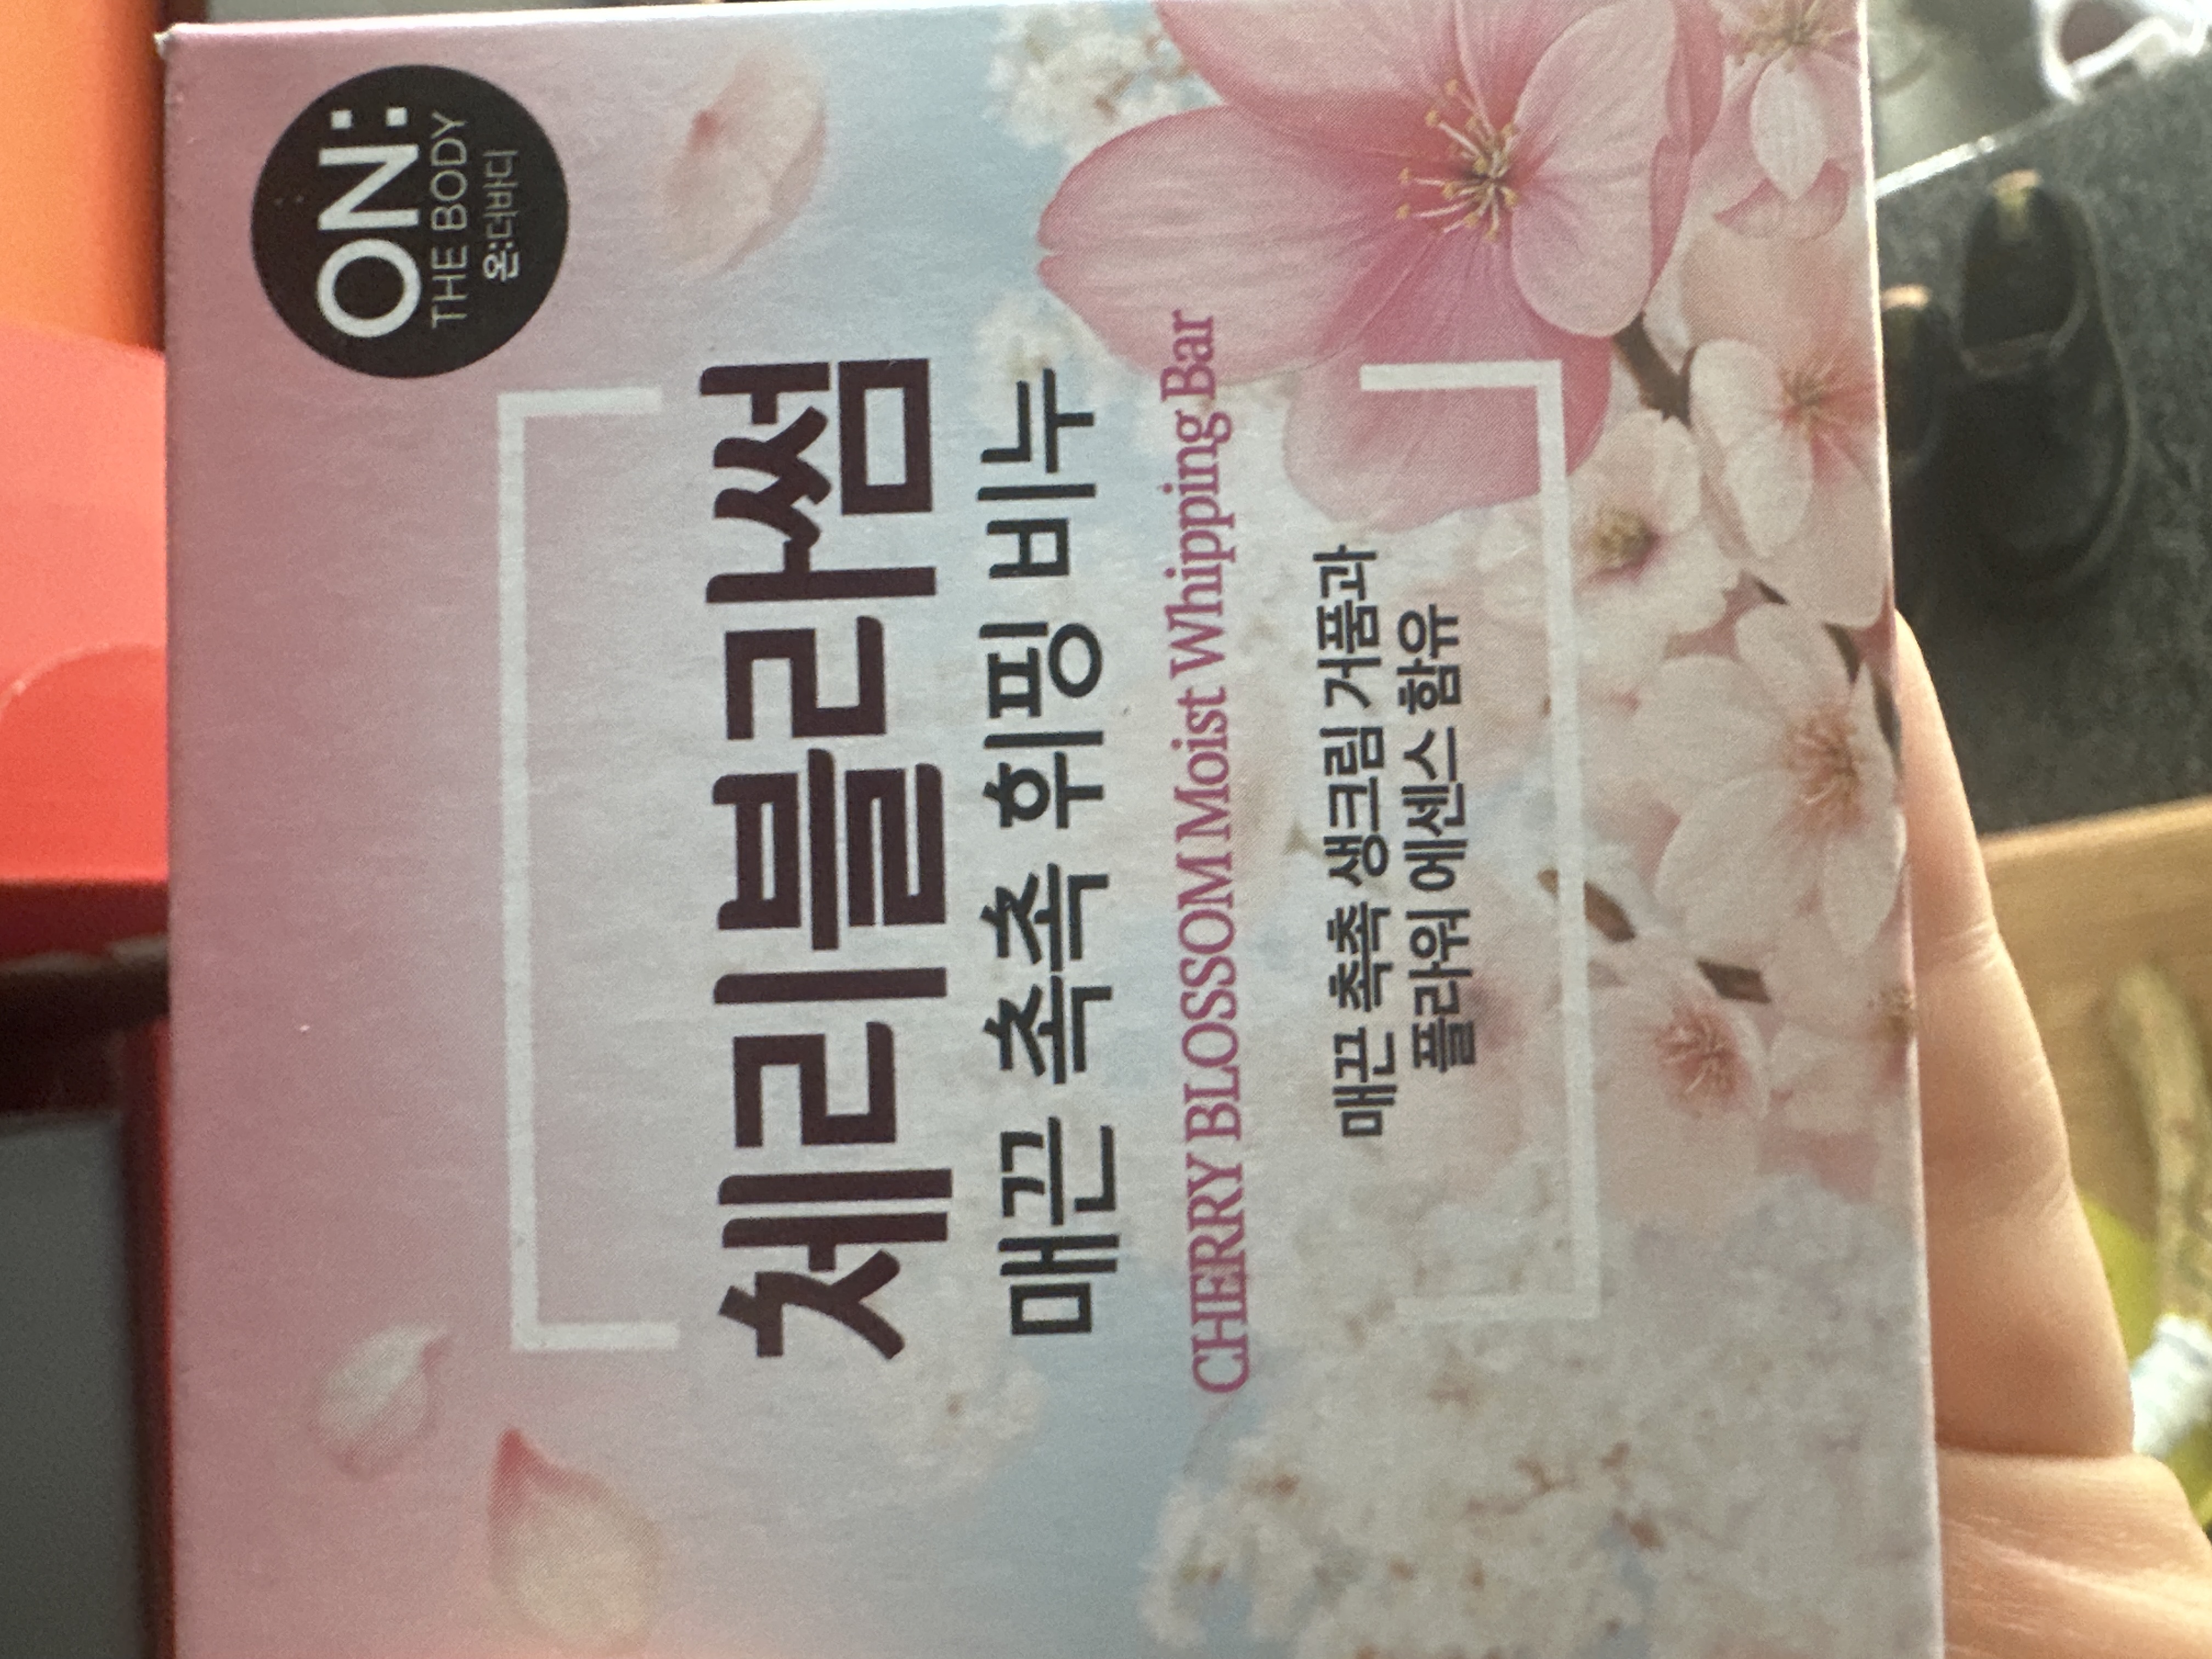 ON:
THE BODY
온:더바디
체리블라썸
매끈 촉촉 휘핑 비누
CHERRY BLOSSOM Moist Whipping Bar
매끈 촉촉 생크림 거품과
플라워 에센스 함유